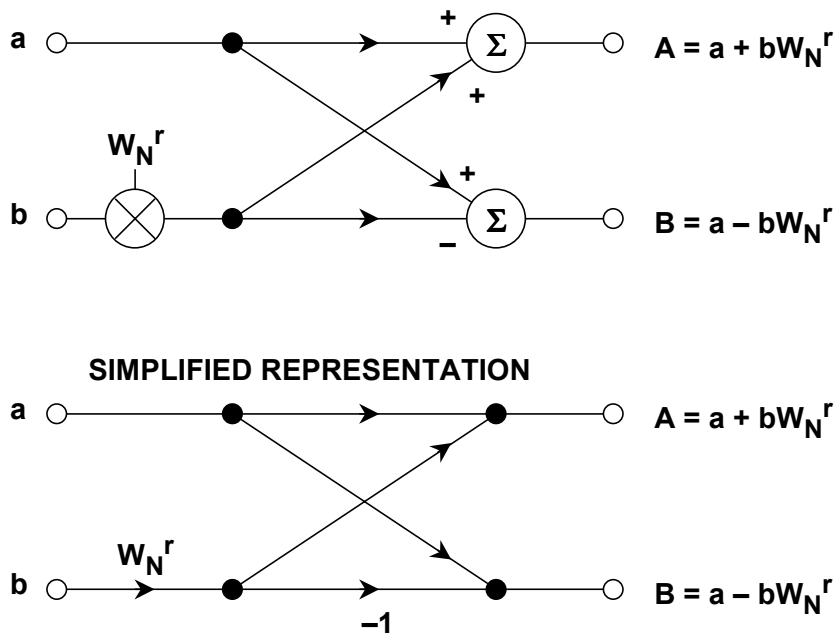 a
+
Σ
A = a + bW_N^r
+
W_N^r
+
b
Σ
B = a – bW_N^r
–
SIMPLIFIED REPRESENTATION
a
A = a + bW_N^r
W_N^r
b
B = a – bW_N^r
–1